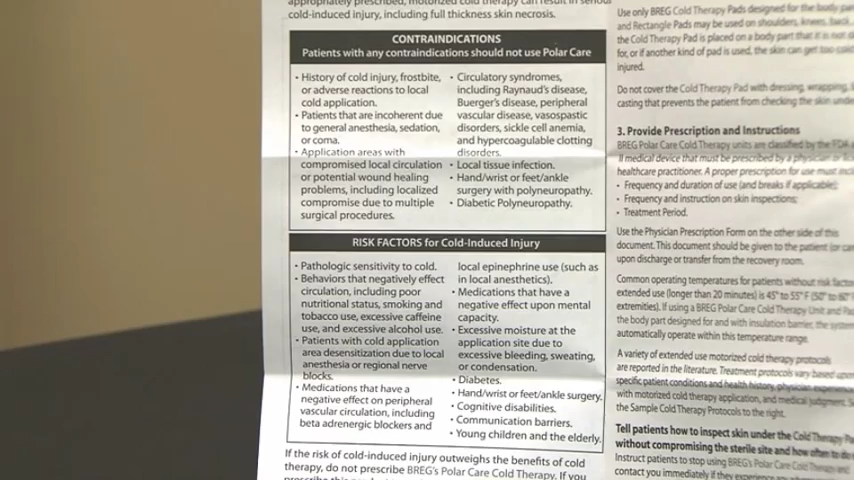 appropriately prescribed, motorized cold therapy can result in serious
cold-induced injury, including full thickness skin necrosis.
CONTRAINDICATIONS
Patients with any contraindications should not use Polar Care
• History of cold injury, frostbite,
or adverse reactions to local
cold application.
• Patients that are incoherent due
to general anesthesia, sedation,
or coma.
• Application areas with
compromised local circulation
or potential wound healing
problems, including localized
compromise due to multiple
surgical procedures.
• Circulatory syndromes,
including Raynaud's disease,
Buerger's disease, peripheral
vascular disease, vasospastic
disorders, sickle cell anemia,
and hypercoagulable clotting
disorders.
• Local tissue infection.
• Hand/wrist or feet/ankle
surgery with polyneuropathy.
• Diabetic Polyneuropathy.
RISK FACTORS for Cold-Induced Injury
• Pathologic sensitivity to cold.
• Behaviors that negatively effect
circulation, including poor
nutritional status, smoking and
tobacco use, excessive caffeine
use, and excessive alcohol use.
• Patients with cold application
area desensitization due to local
anesthesia or regional nerve
blocks.
• Medications that have a
negative effect on peripheral
vascular circulation, including
beta adrenergic blockers and
local epinephrine use (such as
in local anesthetics).
• Medications that have a
negative effect upon mental
capacity.
• Excessive moisture at the
application site due to
excessive bleeding, sweating,
or condensation.
• Diabetes.
• Hand/wrist or feet/ankle surgery.
• Cognitive disabilities.
• Communication barriers.
• Young children and the elderly.
If the risk of cold-induced injury outweighs the benefits of cold
therapy, do not prescribe BREG's Polar Care Cold Therapy. If you
Use only BREG Cold Therapy Pads designed for the body part
and Rectangle Pads may be used on shoulders, knees, back
the Cold Therapy Pad is placed on a body part that it is not
for, or if another kind of pad is used, the skin can get too cold
injured.
Do not cover the Cold Therapy Pad with dressing, wrapping,
casting that prevents the patient from checking the skin under
3. Provide Prescription and Instructions
BREG Polar Care Cold Therapy units are classified by the FDA
II medical device that must be prescribed by a physician or
healthcare practitioner. A proper prescription for use must
• Frequency and duration of use (and breaks if applicable);
• Frequency and instruction on skin inspections;
• Treatment Period.
Use the Physician Prescription Form on the other side of this
document. This document should be given to the patient (or
upon discharge or transfer from the recovery room.
Common operating temperatures for patients without risk factors
extended use (longer than 20 minutes) is 45° to 55° F (50° to 60° F
extremities). If using a BREG Polar Care Cold Therapy Unit and
the body part designed for and with insulation barrier, the system
automatically operate within this temperature range.
A variety of extended use motorized cold therapy protocols
are reported in the literature. Treatment protocols vary based upon
specific patient conditions and health history, physician experience
with motorized cold therapy application, and medical judgment.
the Sample Cold Therapy Protocols to the right.
Tell patients how to inspect skin under the Cold Therapy
without compromising the sterile site and how often to do
Instruct patients to stop using BREG's Polar Care Cold Therapy and
contact you immediately if they experience any